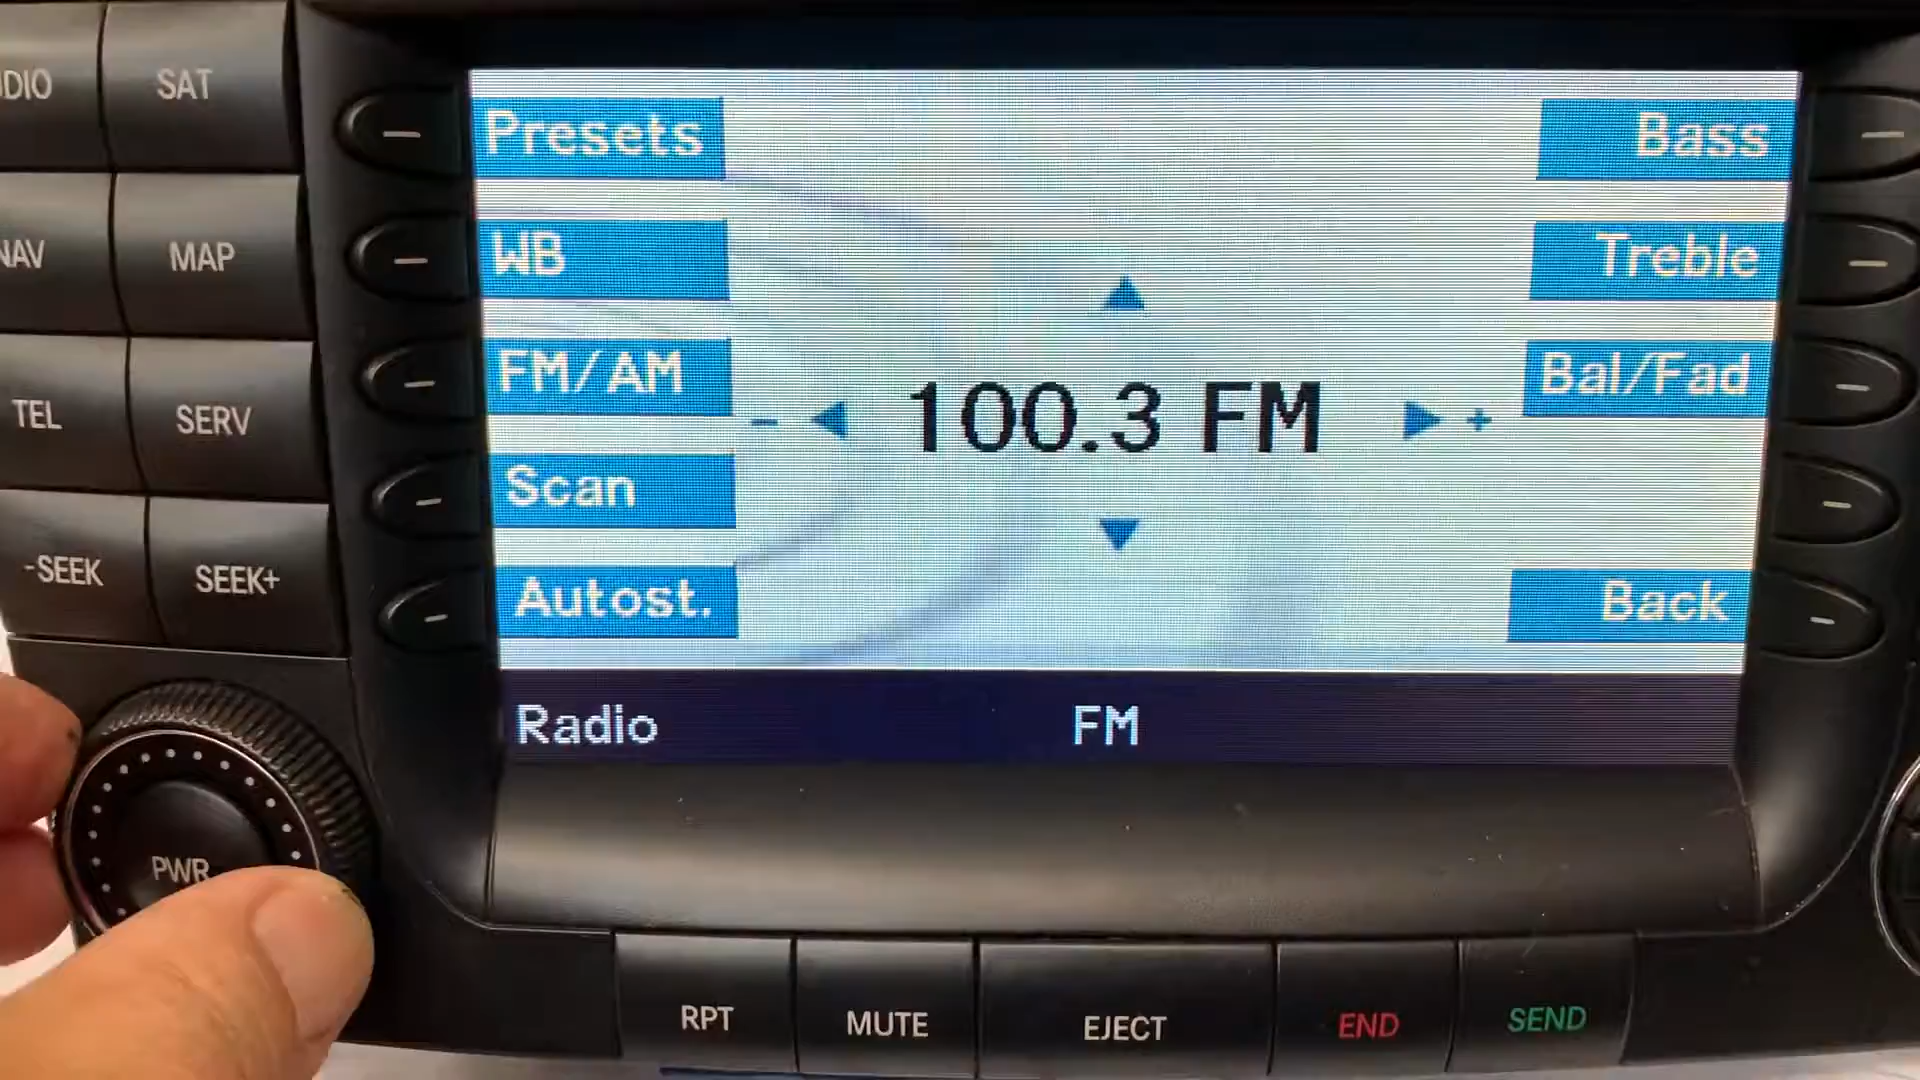 DIO
SAT
NAV
MAP
TEL
SERV
-SEEK
SEEK+
PWR
Presets
WB
FM/AM
Scan
Autost.
- 100.3 FM +
Bass
Treble
Bal/Fad
Back
Radio
FM
RPT
MUTE
EJECT
END
SEND